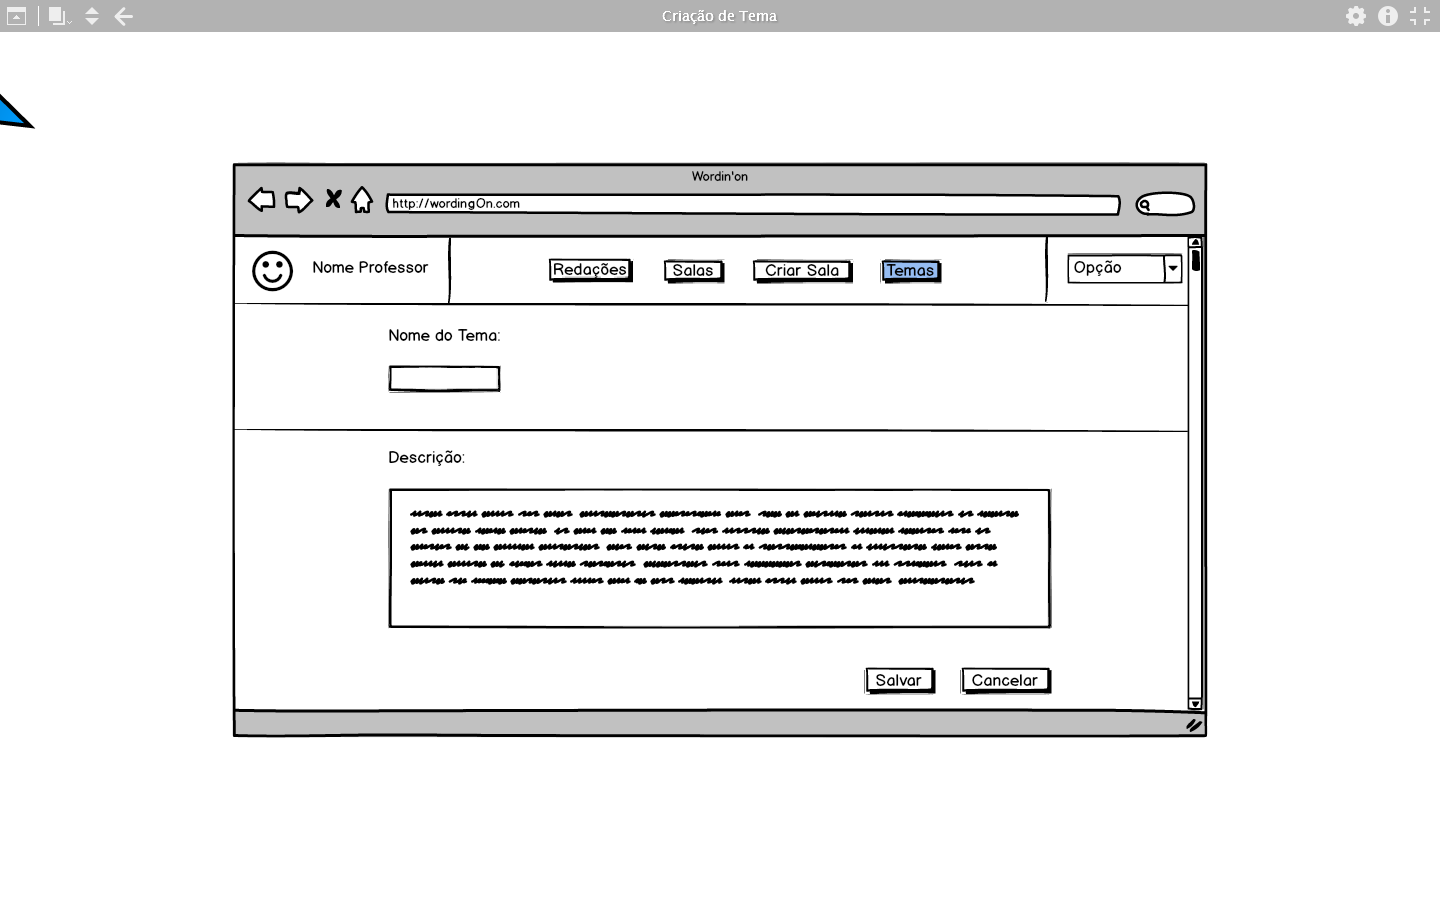 Criação de Tema
Wordin'on
http://wordingOn.com
Nome Professor
Redações
Salas
Criar Sala
Temas
Opção
Nome do Tema:
Descrição:
Salvar
Cancelar